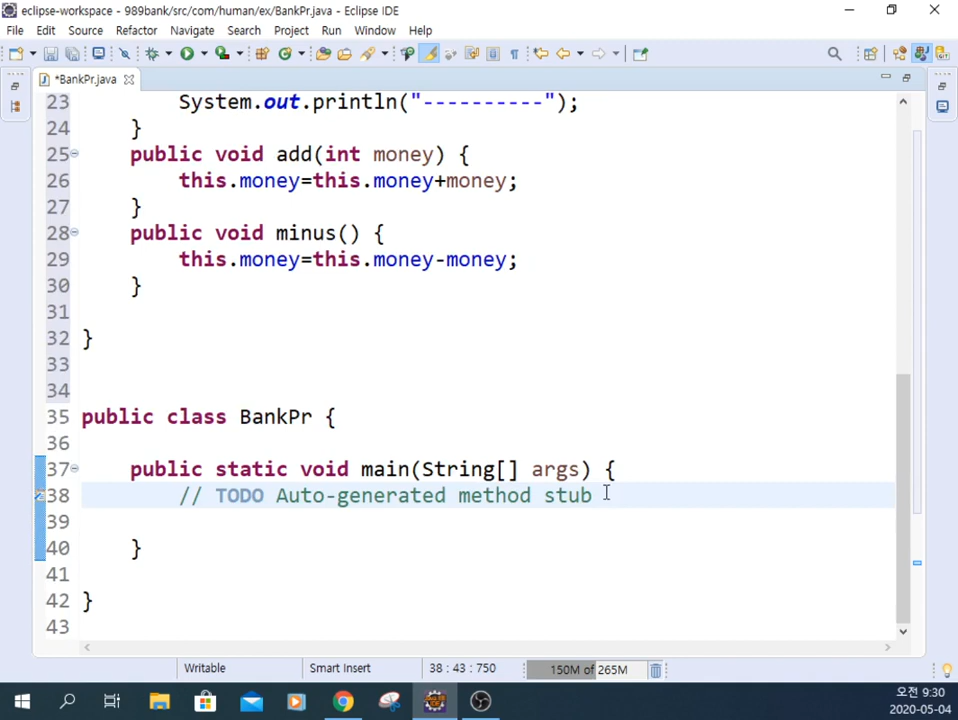 eclipse-workspace - 989bank/src/com/human/ex/BankPr.java - Eclipse IDE
File Edit Source Refactor Navigate Search Project Run Window Help
*BankPr.java
23 System.out.println("----------");
24 }
25 public void add(int money) {
26 this.money=this.money+money;
27 }
28 public void minus() {
29 this.money=this.money-money;
30 }
31
32 }
33
34
35 public class BankPr {
36
37 public static void main(String[] args) {
38 // TODO Auto-generated method stub
39
40 }
41
42 }
43
Writable Smart Insert 38 : 43 : 750 150M of 265M
오전 9:30
2020-05-04